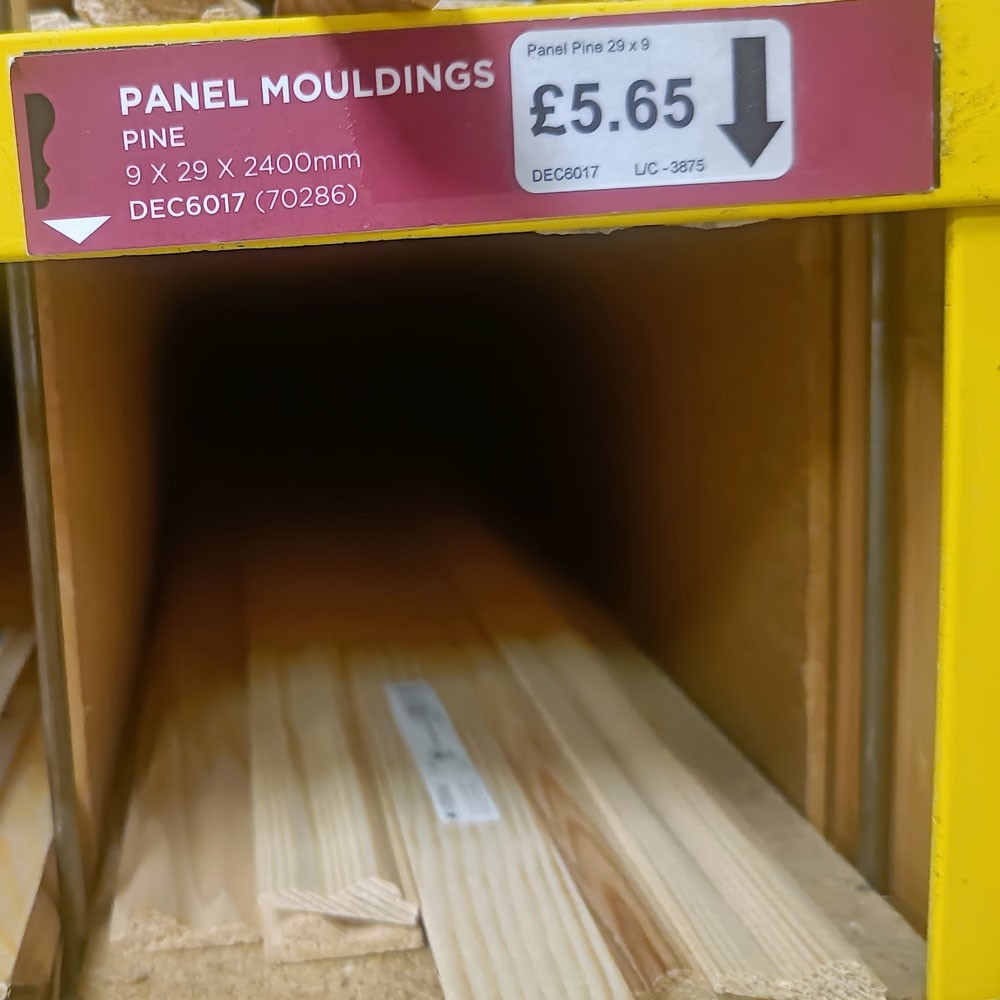 PANEL MOULDINGS
PINE
9 X 29 X 2400mm
DEC6017 (70286)
Panel Pine 29 x 9
£5.65
DEC6017 L/C -3875